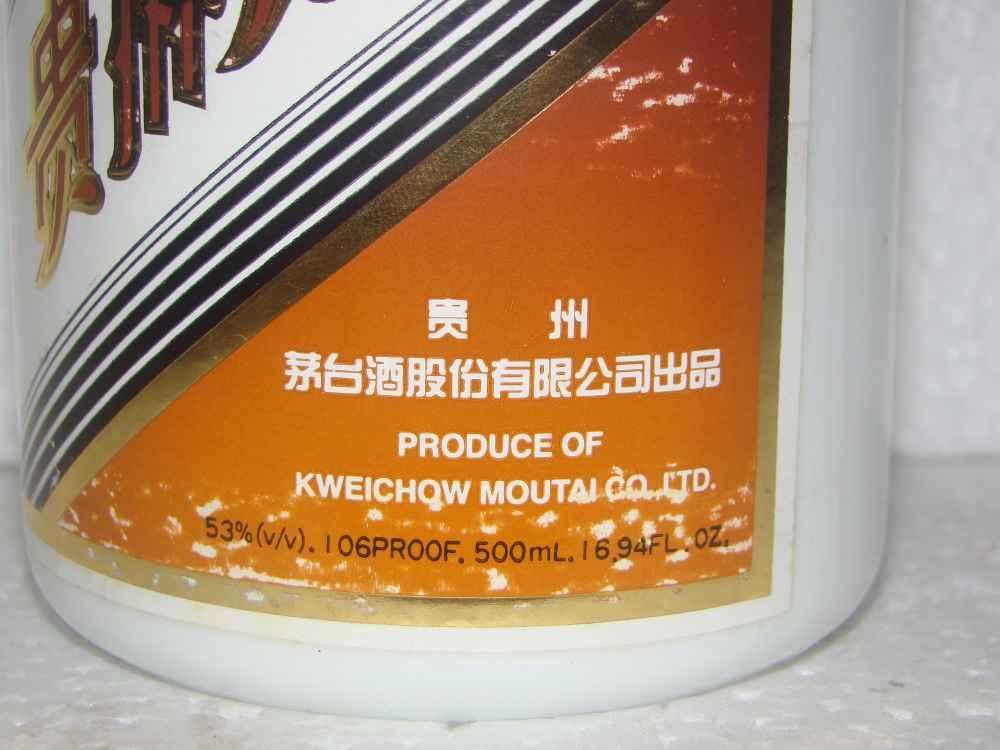 贵州
茅台酒股份有限公司出品
PRODUCE OF
KWEICHOW MOUTAI CO. LTD.
53%(v/v). 106PROOF. 500mL. 16.94FL. OZ.